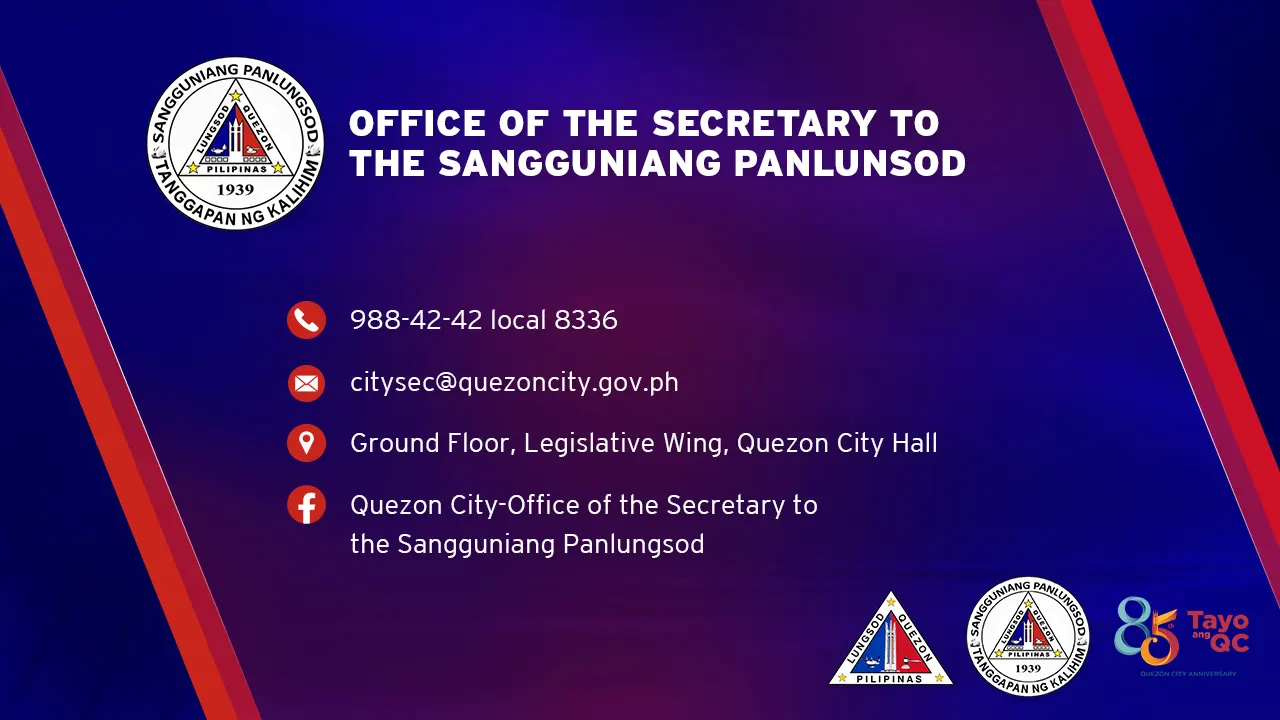 SANGGUNIANG PANLUNGSOD
LUNGSOD QUEZON
PILIPINAS
1939
TANGGAPAN NG KALIHIM
OFFICE OF THE SECRETARY TO
THE SANGGUNIANG PANLUNSOD
988-42-42 local 8336
citysec@quezoncity.gov.ph
Ground Floor, Legislative Wing, Quezon City Hall
Quezon City-Office of the Secretary to
the Sangguniang Panlungsod
LUNGSOD QUEZON
PILIPINAS
SANGGUNIANG PANLUNGSOD
LUNGSOD QUEZON
PILIPINAS
1939
TANGGAPAN NG KALIHIM
85th
Tayo
ang QC
QUEZON CITY ANNIVERSARY